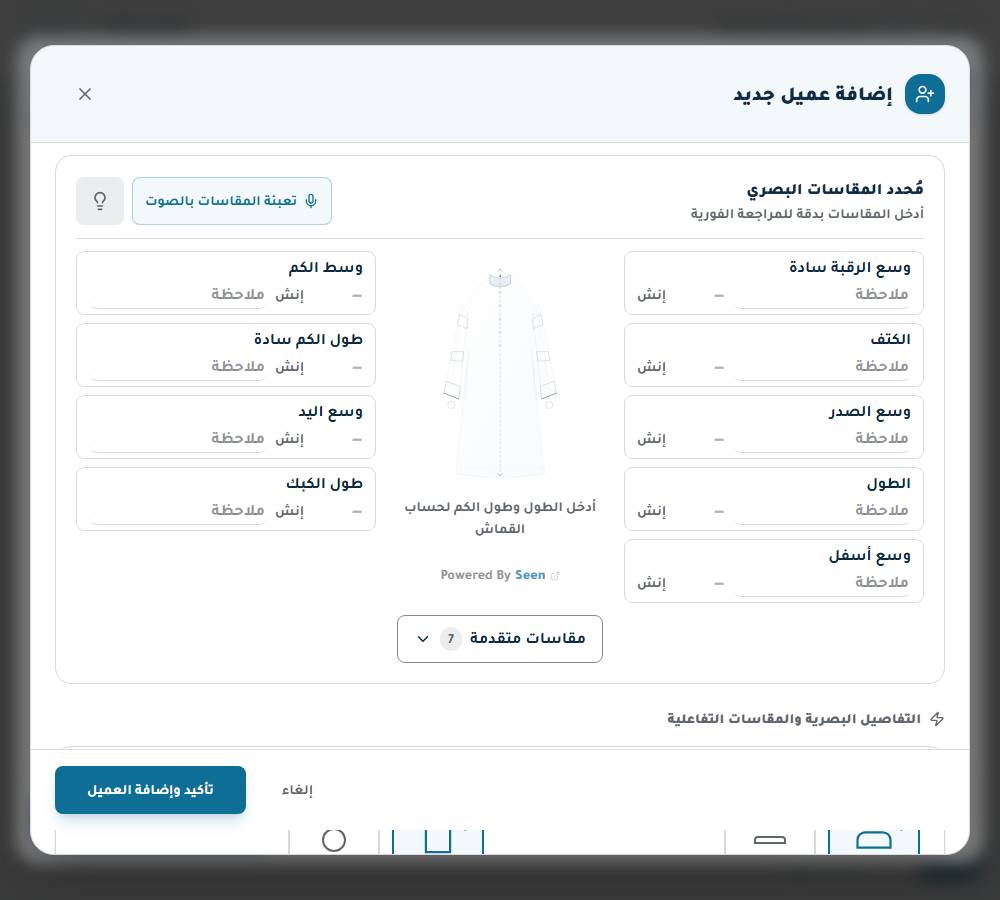 إضافة عميل جديد
مُحدد المقاسات البصري
أدخل المقاسات بدقة للمراجعة الفورية
تعبئة المقاسات بالصوت
وسع الرقبة سادة
ملاحظة – إنش
الكتف
ملاحظة – إنش
وسع الصدر
ملاحظة – إنش
الطول
ملاحظة – إنش
وسع أسفل
ملاحظة – إنش
أدخل الطول وطول الكم لحساب
القماش
Powered By Seen
وسط الكم
– إنش ملاحظة
طول الكم سادة
– إنش ملاحظة
وسع اليد
– إنش ملاحظة
طول الكبك
– إنش ملاحظة
مقاسات متقدمة 7
التفاصيل البصرية والمقاسات التفاعلية
إلغاء
تأكيد وإضافة العميل